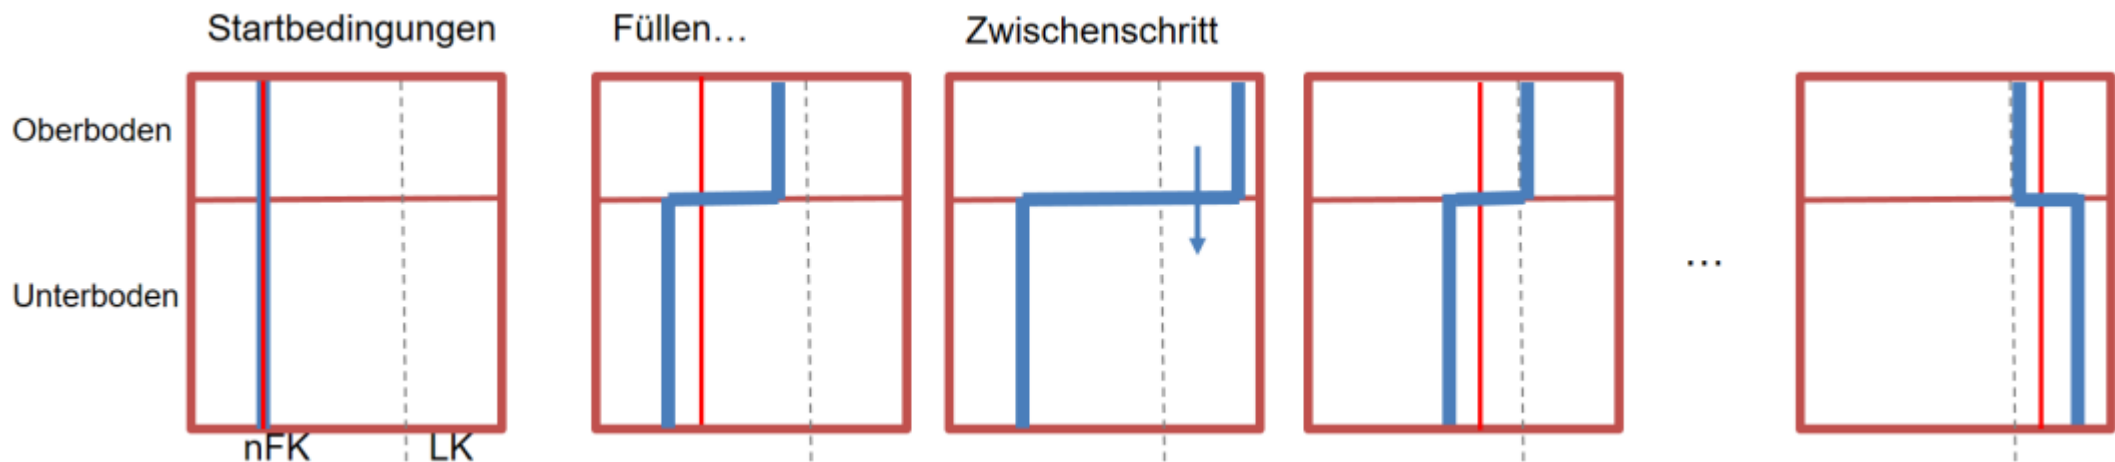 Startbedingungen
Füllen…
Zwischenschritt
Oberboden
Unterboden
…
nFK
LK